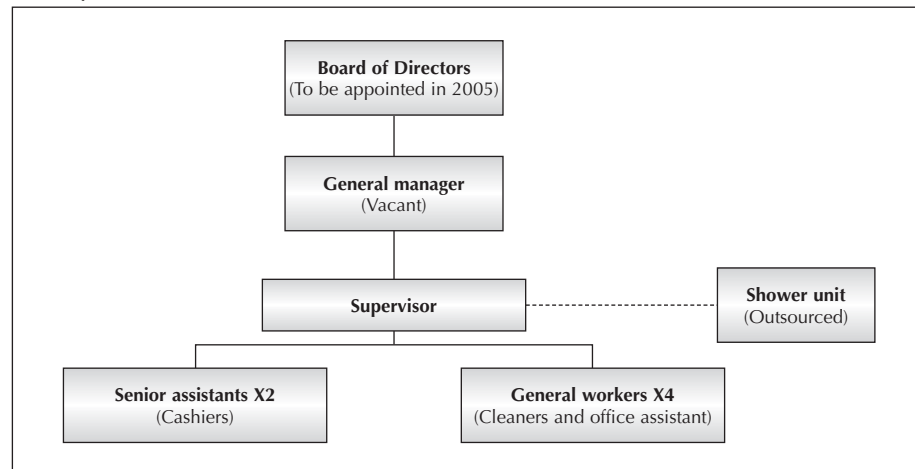 Board of Directors
(To be appointed in 2005)
General manager
(Vacant)
Supervisor
Shower unit
(Outsourced)
Senior assistants X2
(Cashiers)
General workers X4
(Cleaners and office assistant)